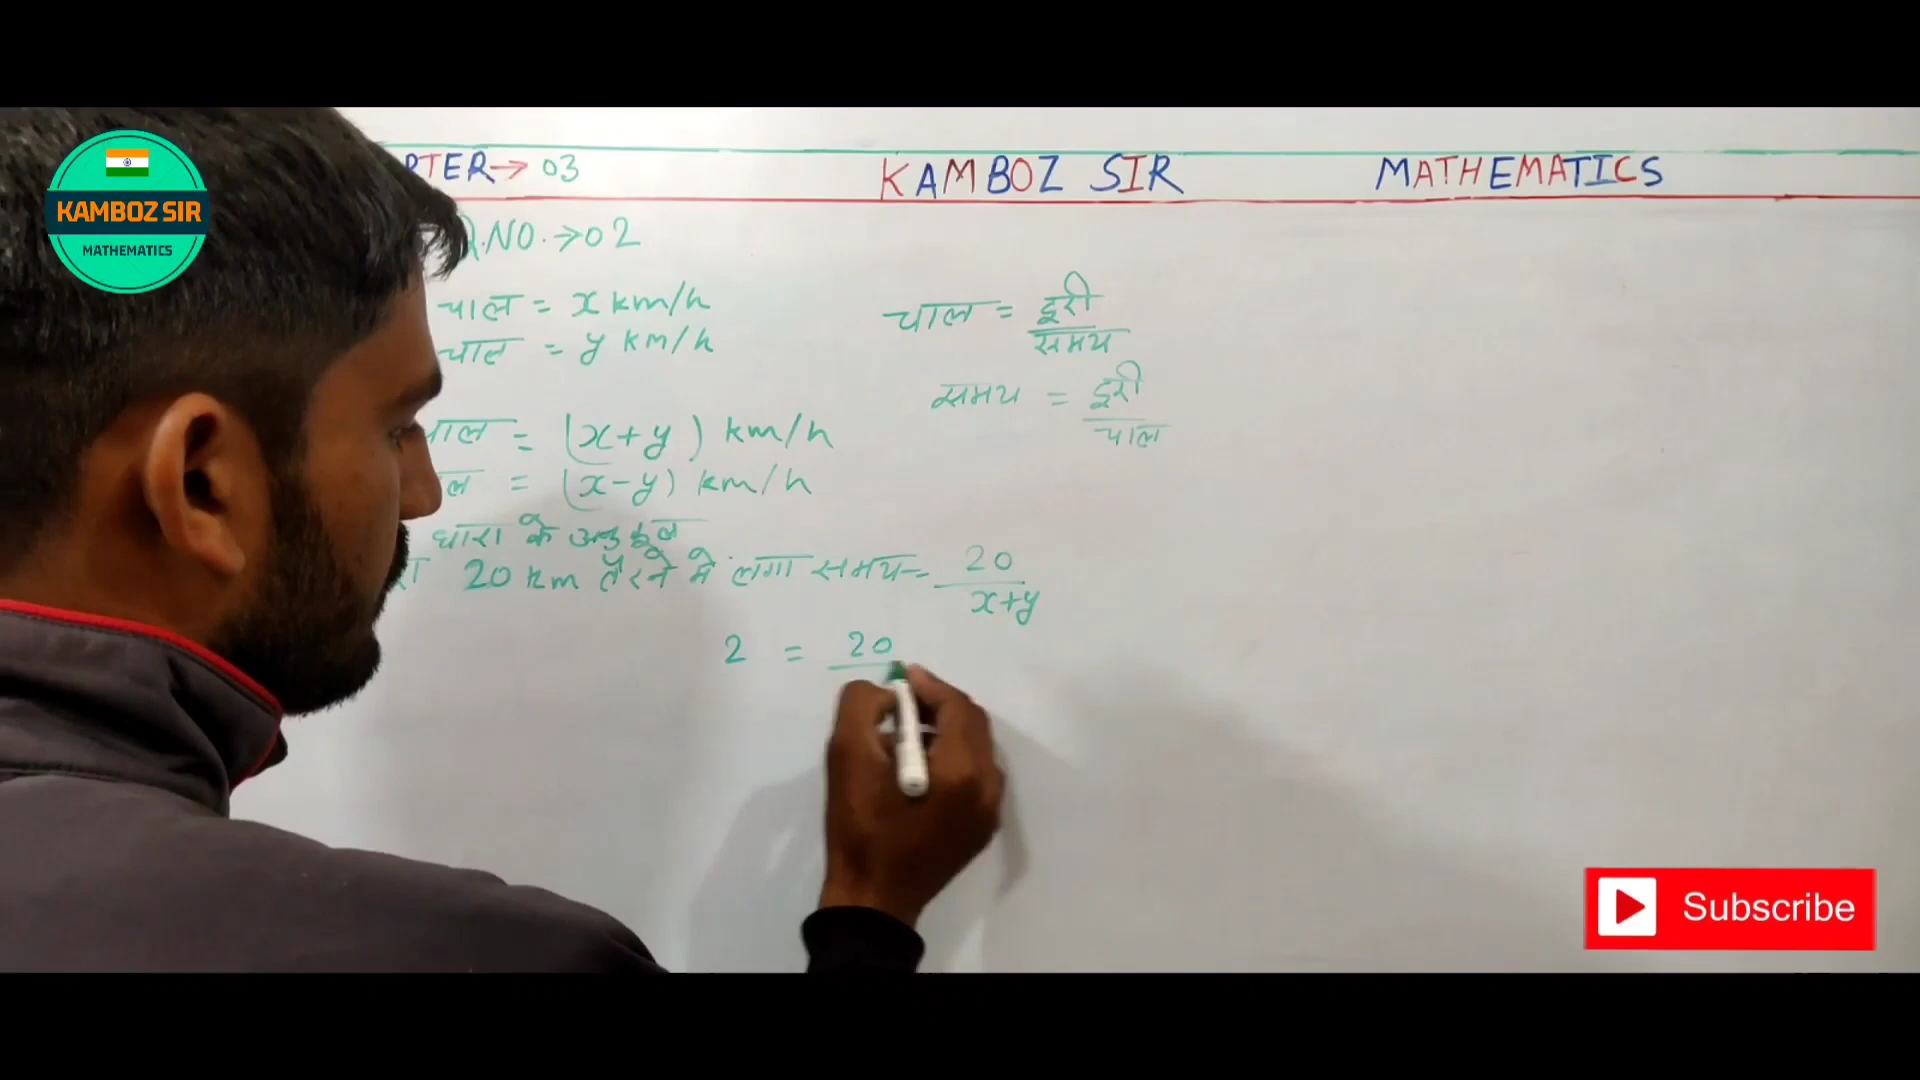 KAMBOZ SIR
MATHEMATICS
RTER→ 03
KAMBOZ SIR
MATHEMATICS
Q.NO.→02
चाल = x km/h
चाल = y km/h
चाल = (x+y) km/h
= (x-y) km/h
धारा के अनुकूल
20 km तैरने मे लगा समय = 20
x+y
2 = 20
चाल = दूरी
समय
समय = दूरी
चाल
Subscribe